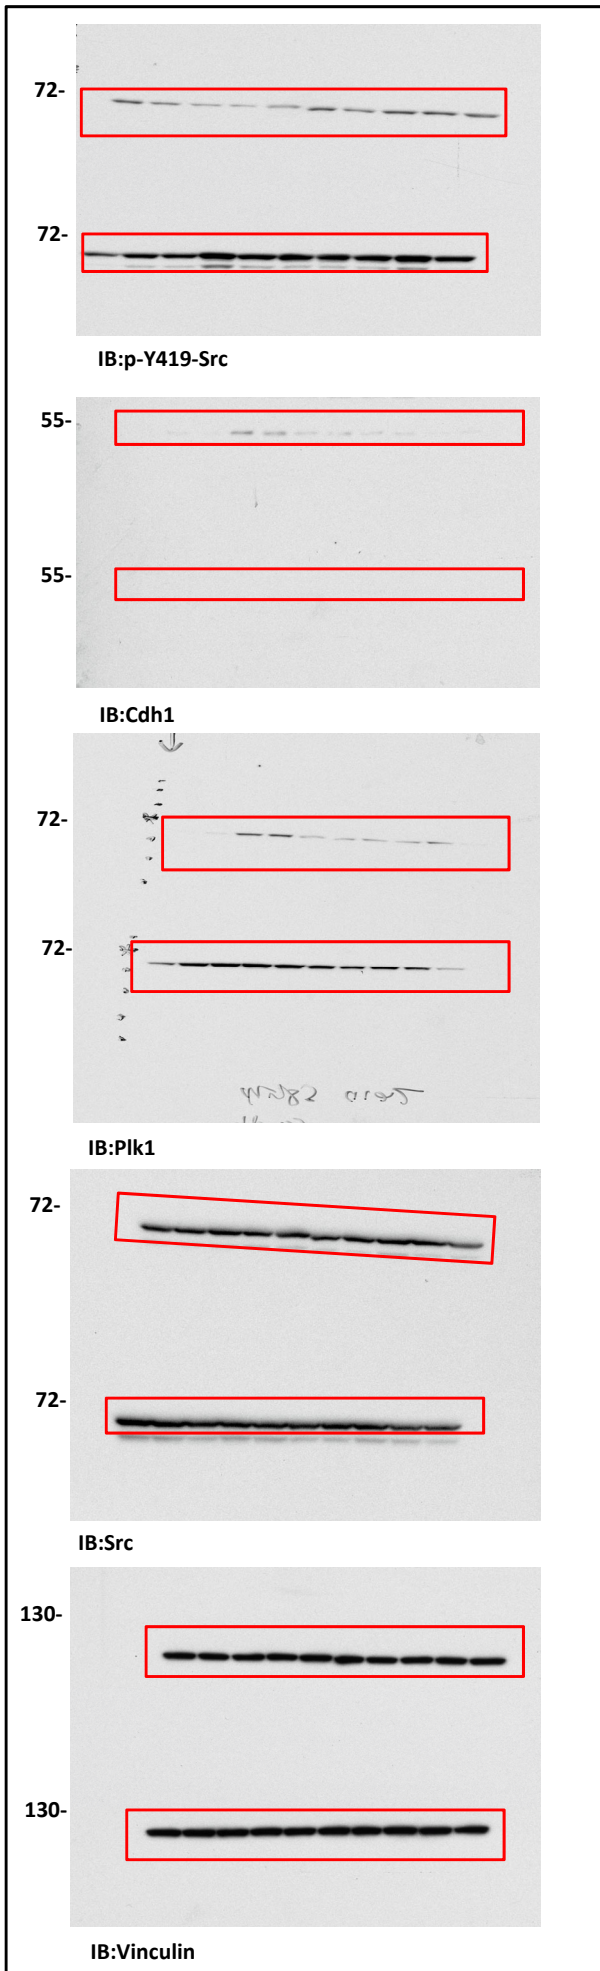 72-
72-
IB:p-Y419-Src
55-
55-
IB:Cdh1
72-
72-
IB:Plk1
72-
72-
IB:Src
130-
130-
IB:Vinculin